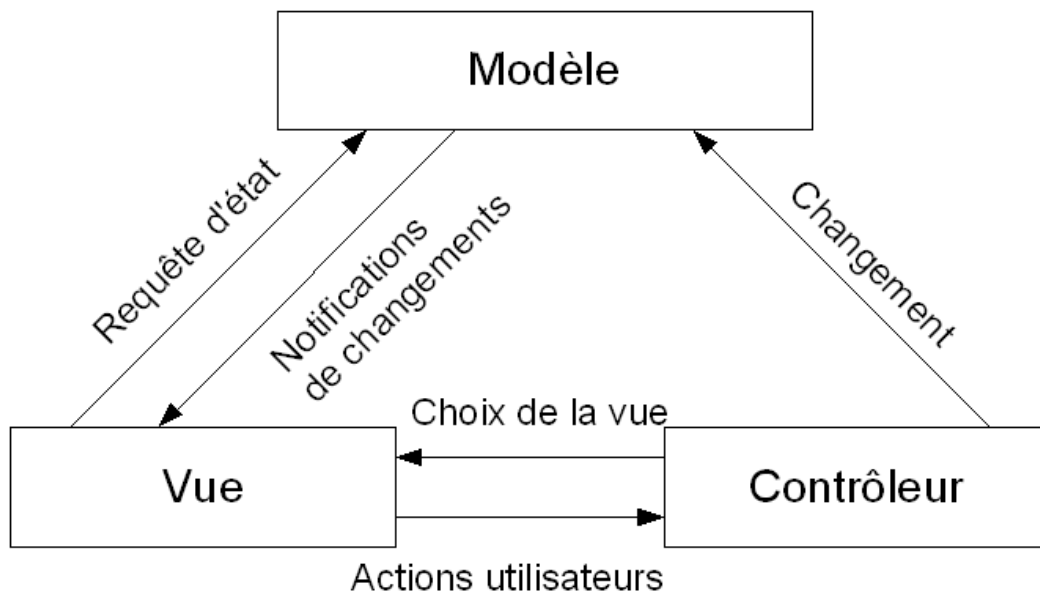 Modèle
Requête d'état
Notifications
de changements
Changement
Choix de la vue
Vue
Contrôleur
Actions utilisateurs